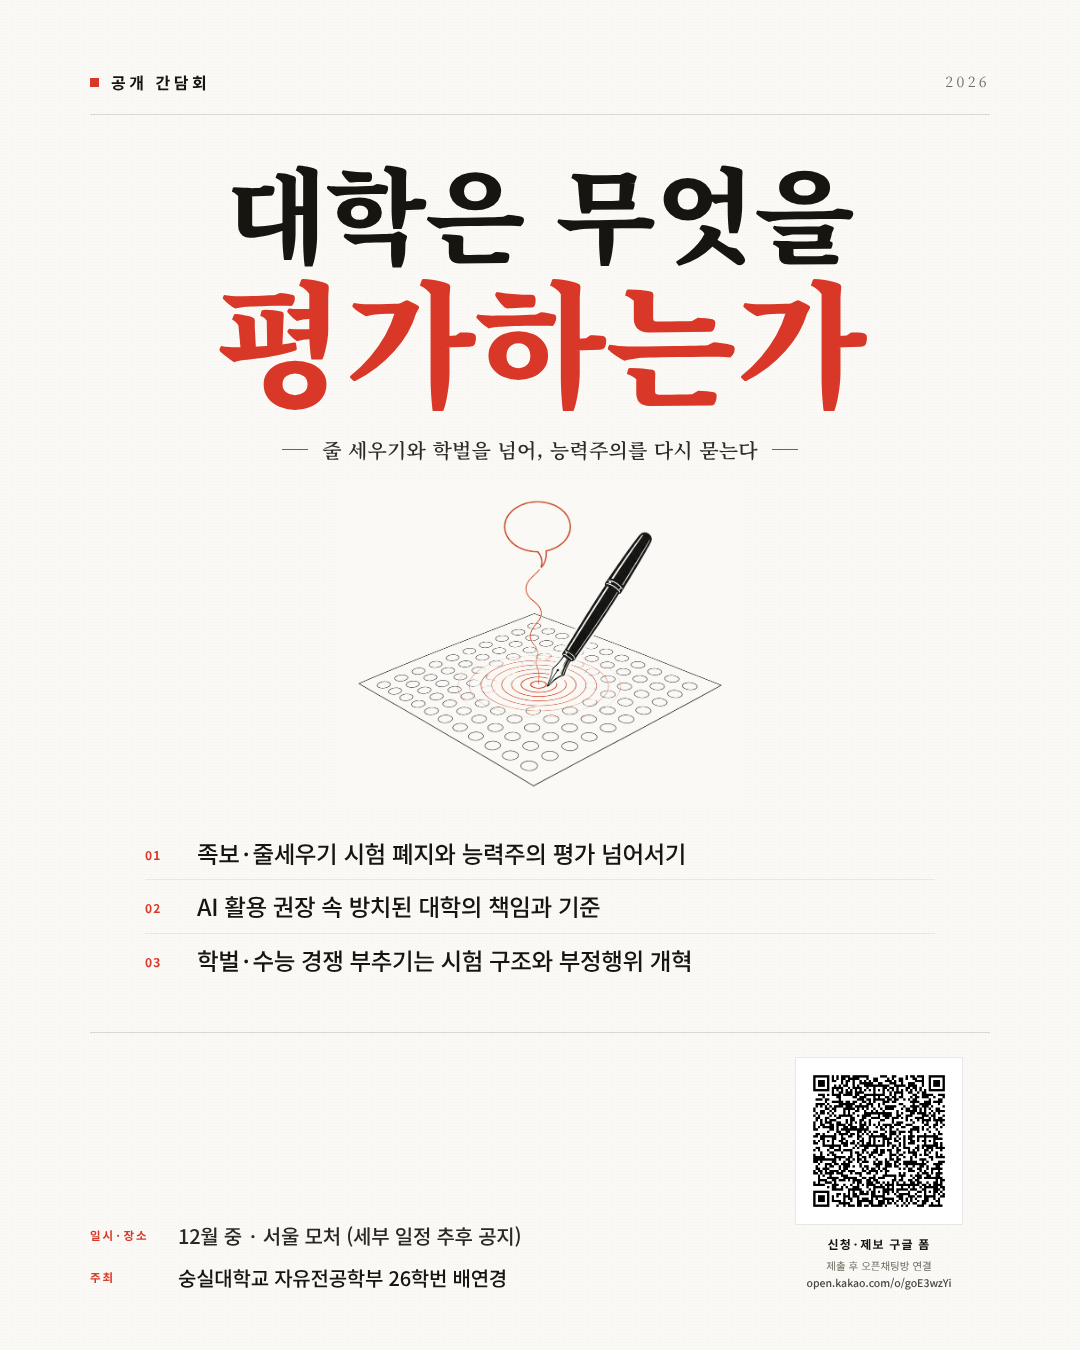 공개 간담회
2026
대학은 무엇을
평가하는가
줄 세우기와 학벌을 넘어, 능력주의를 다시 묻는다
01 족보·줄세우기 시험 폐지와 능력주의 평가 넘어서기
02 AI 활용 권장 속 방치된 대학의 책임과 기준
03 학벌·수능 경쟁 부추기는 시험 구조와 부정행위 개혁
일시·장소 12월 중 · 서울 모처 (세부 일정 추후 공지)
주최 숭실대학교 자유전공학부 26학번 배연경
신청·제보 구글 폼
제출 후 오픈채팅방 연결
open.kakao.com/o/goE3wzYi